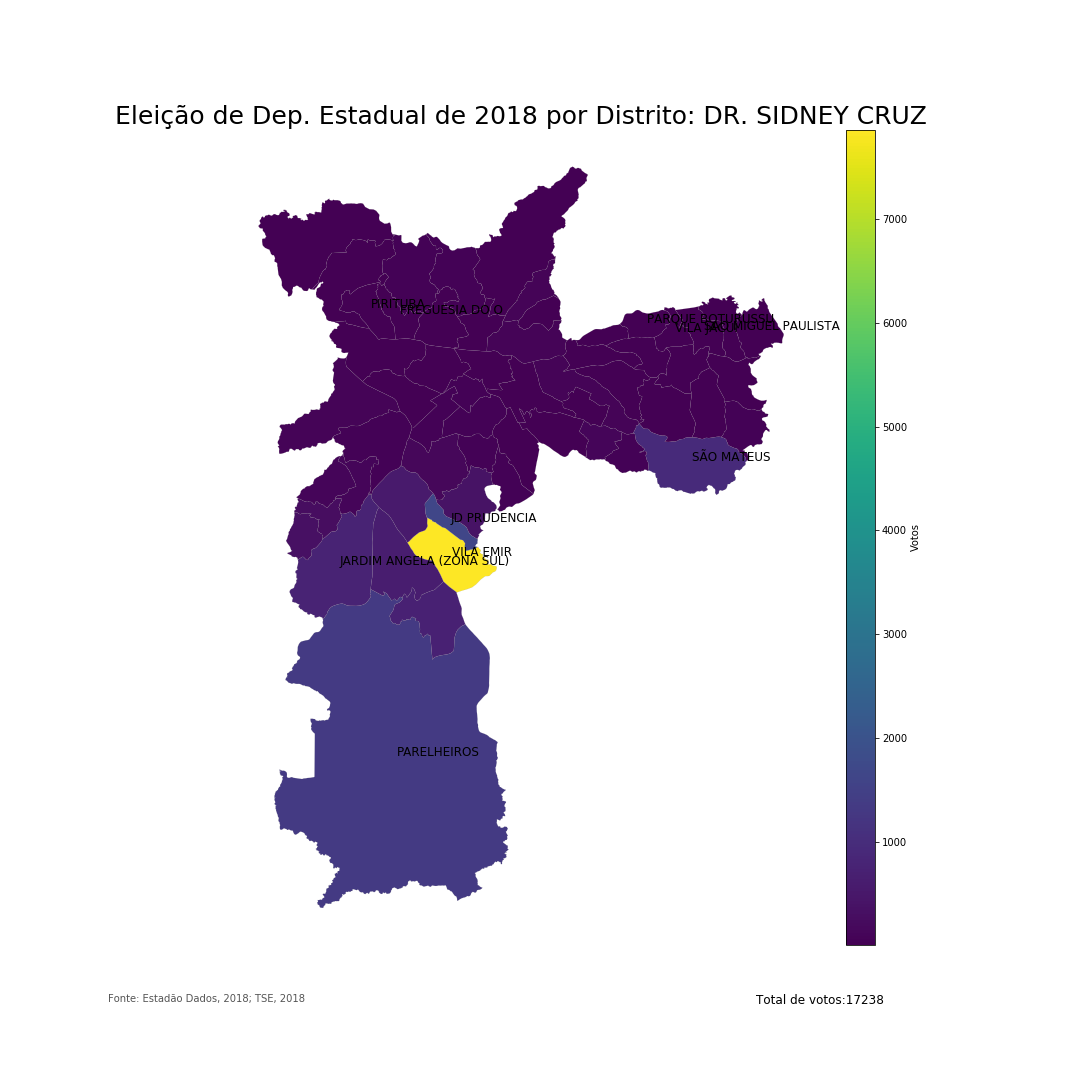 Eleição de Dep. Estadual de 2018 por Distrito: DR. SIDNEY CRUZ
7000
6000
5000
4000
3000
2000
1000
Votos
PIRITUBA
FREGUESIA DO O
PARQUE BOTURUSSU
VILA JACUI
SÃO MIGUEL PAULISTA
SÃO MATEUS
JD PRUDENCIA
VILA EMIR
JARDIM ANGELA (ZONA SUL)
PARELHEIROS
Fonte: Estadão Dados, 2018; TSE, 2018
Total de votos:17238